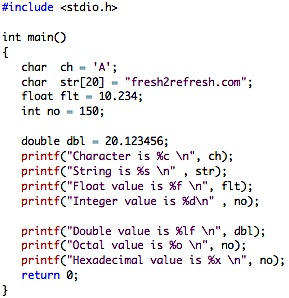 #include <stdio.h>
int main()
{
char ch = 'A';
char str[20] = "fresh2refresh.com";
float flt = 10.234;
int no = 150;
double dbl = 20.123456;
printf("Character is %c \n", ch);
printf("String is %s \n" , str);
printf("Float value is %f \n", flt);
printf("Integer value is %d\n" , no);
printf("Double value is %lf \n", dbl);
printf("Octal value is %o \n", no);
printf("Hexadecimal value is %x \n", no);
return 0;
}